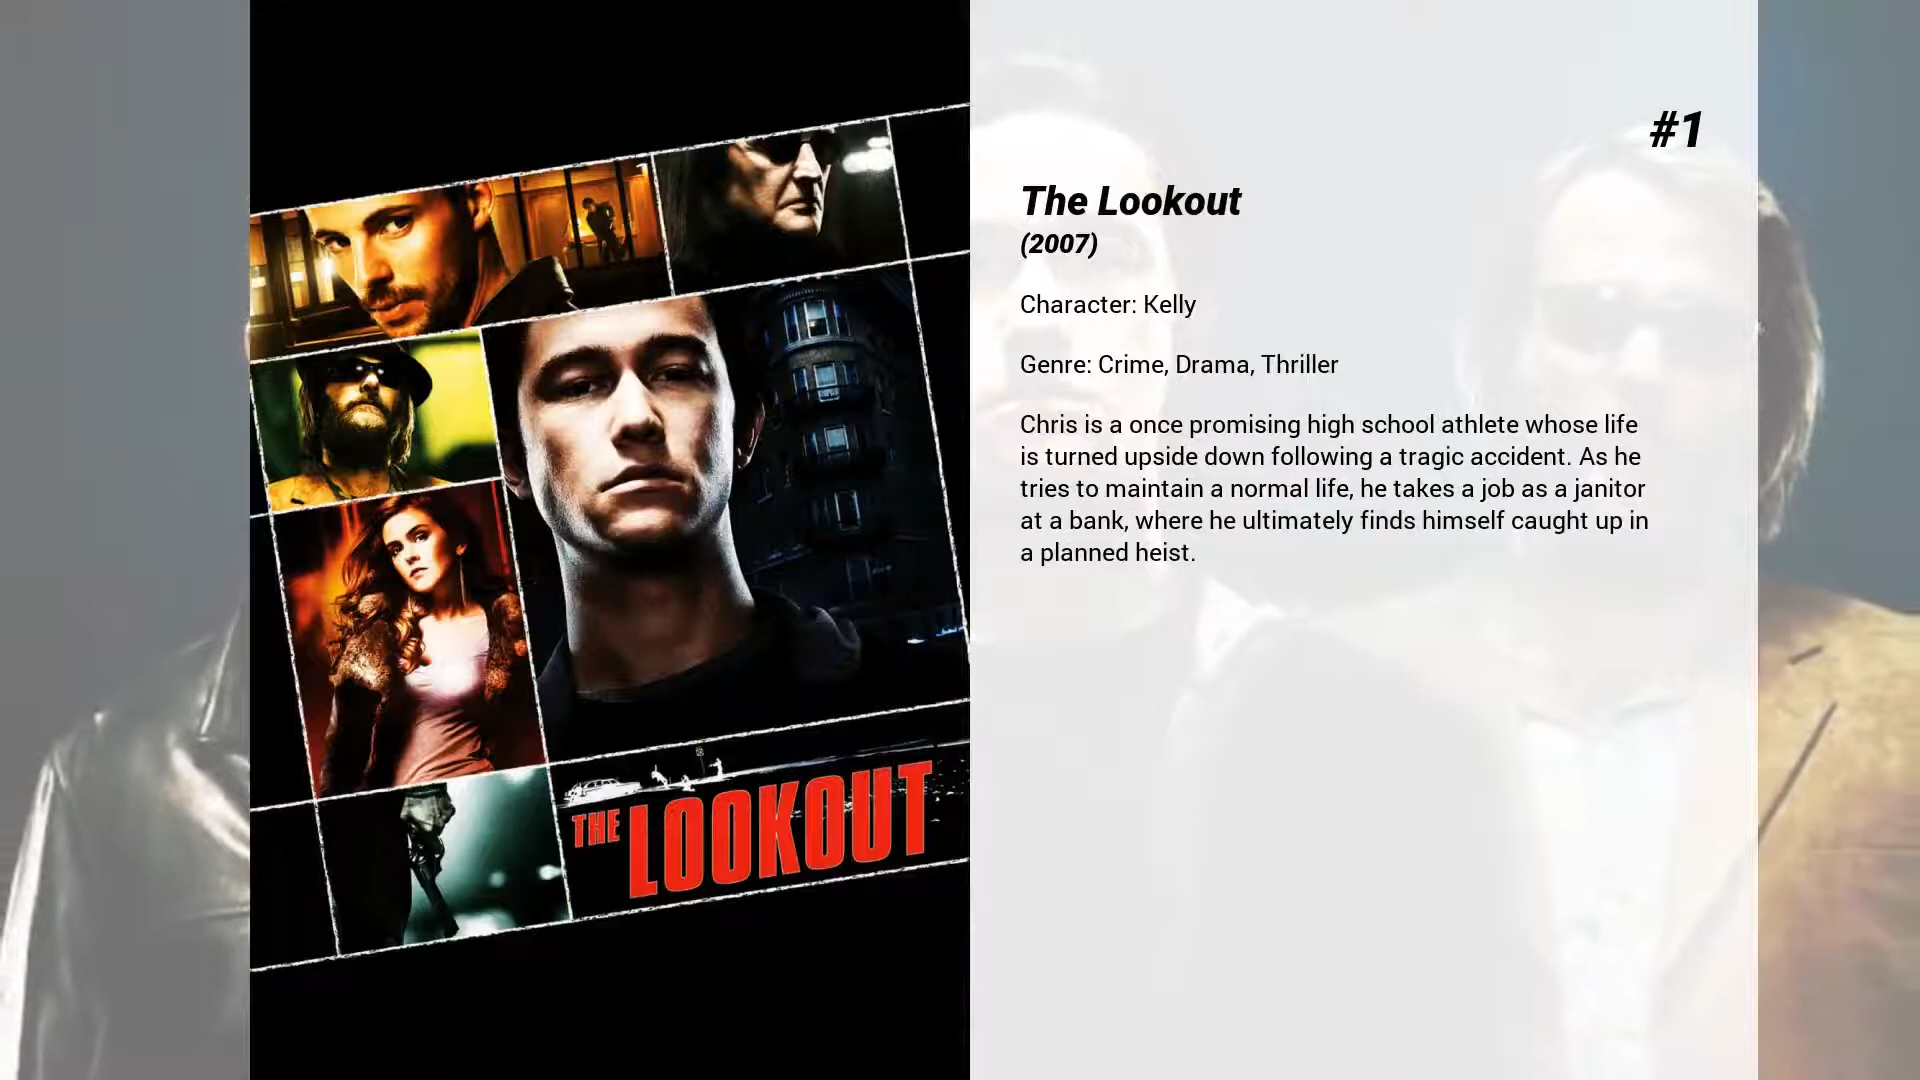 #1
The Lookout
(2007)
Character: Kelly
Genre: Crime, Drama, Thriller
Chris is a once promising high school athlete whose life
is turned upside down following a tragic accident. As he
tries to maintain a normal life, he takes a job as a janitor
at a bank, where he ultimately finds himself caught up in
a planned heist.
THE LOOKOUT